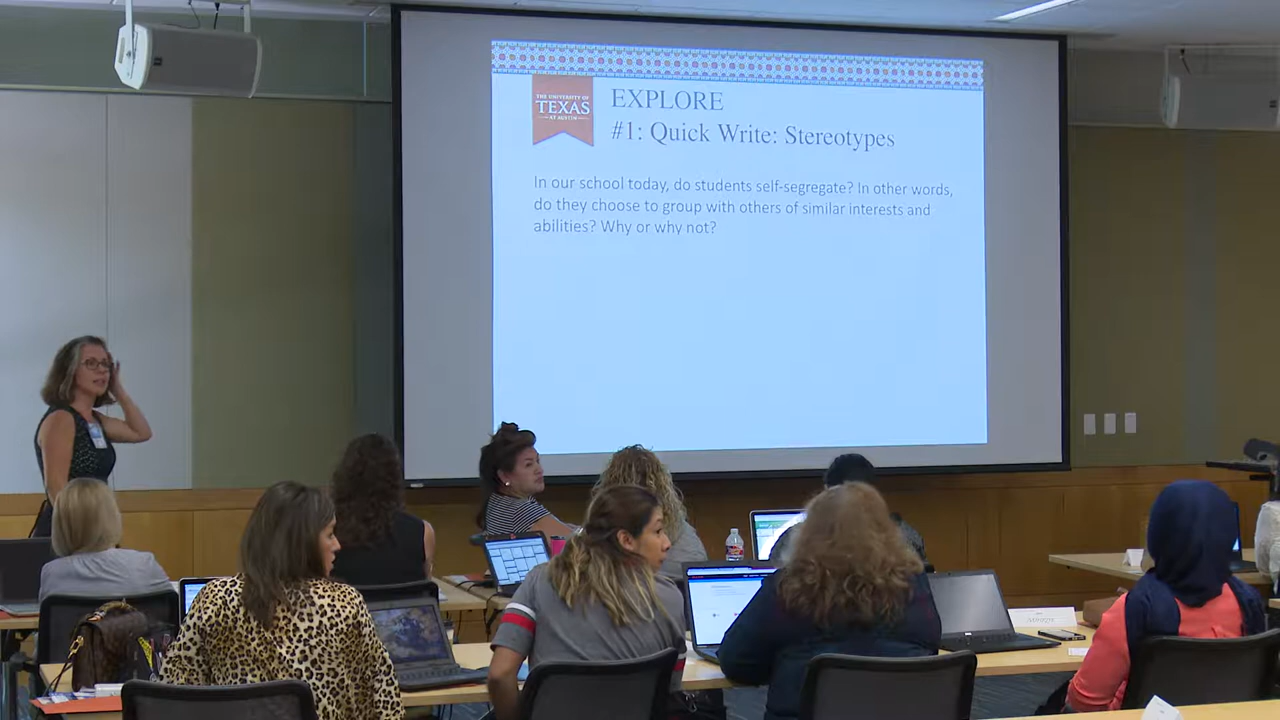 THE UNIVERSITY OF
TEXAS
AT AUSTIN
EXPLORE
#1: Quick Write: Stereotypes
In our school today, do students self-segregate? In other words,
do they choose to group with others of similar interests and
abilities? Why or why not?